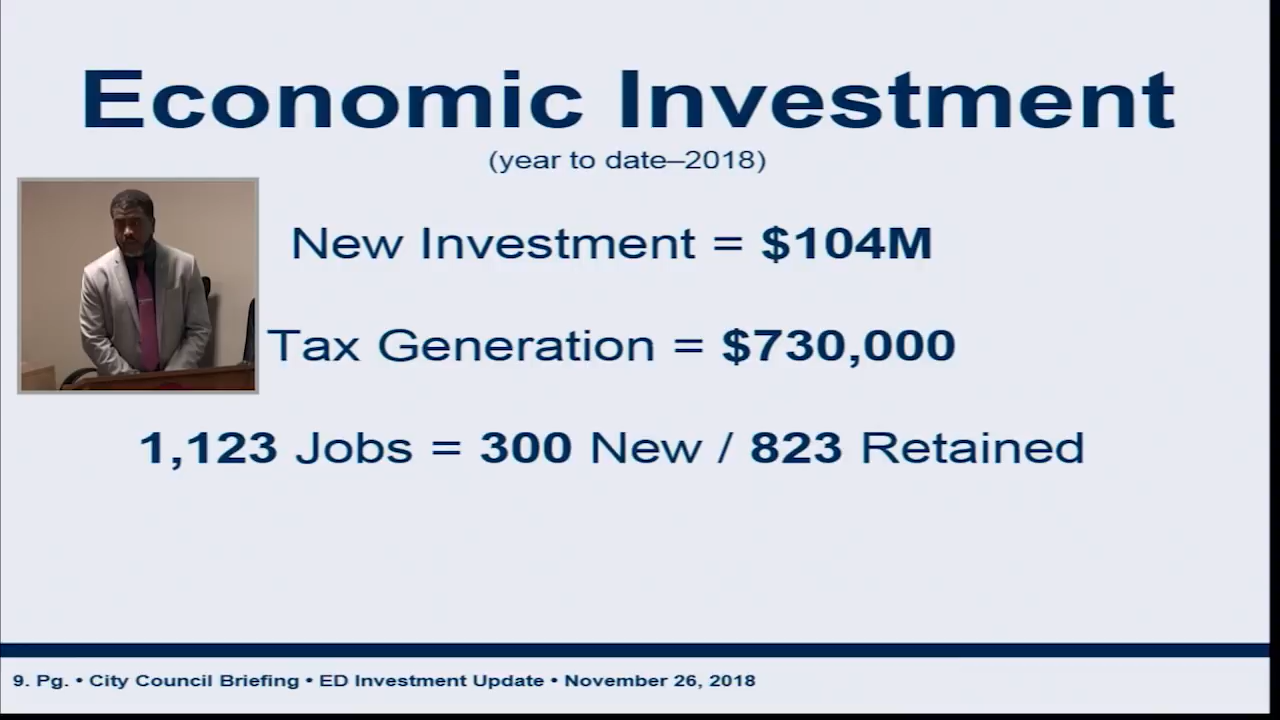 Economic Investment
(year to date–2018)
New Investment = $104M
Tax Generation = $730,000
1,123 Jobs = 300 New / 823 Retained
9. Pg. • City Council Briefing • ED Investment Update • November 26, 2018